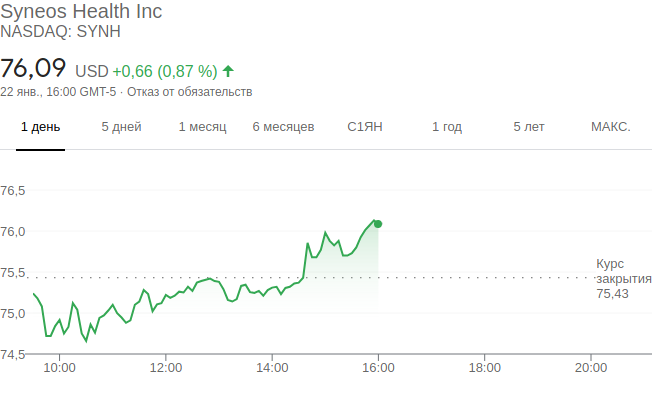 Syneos Health Inc
NASDAQ: SYNH
76,09 USD +0,66 (0,87 %)
22 янв., 16:00 GMT-5 · Отказ от обязательств
1 день 5 дней 1 месяц 6 месяцев С1ЯН 1 год 5 лет МАКС.
76,5
76,0
75,5
75,0
74,5
Курс
закрытия
75,43
10:00 12:00 14:00 16:00 18:00 20:00